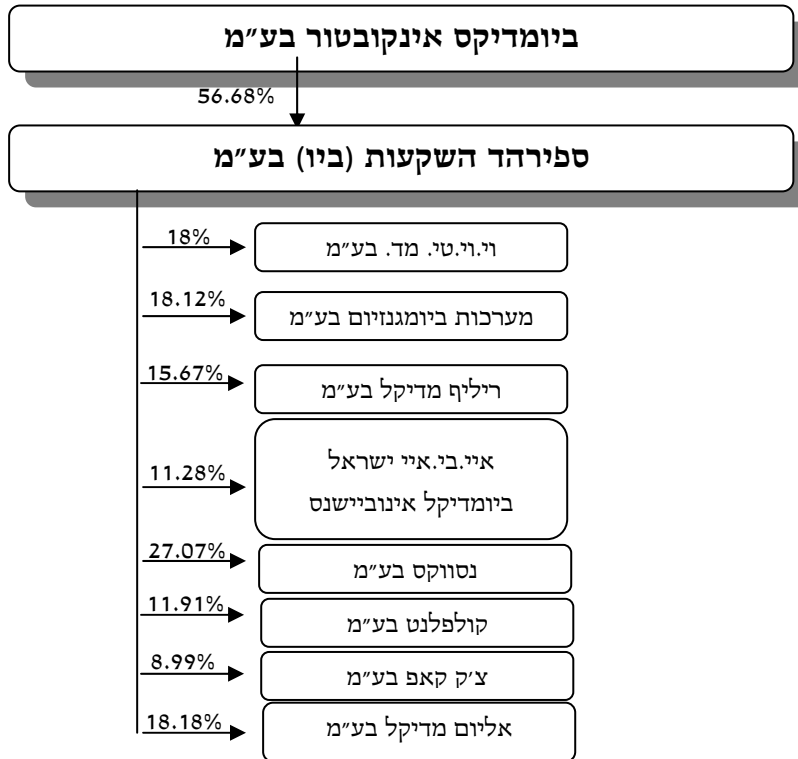 ביומדיקס אינקובטור בע״מ
56.68%
ספירהד השקעות (ביו) בע״מ
18%
וי.וי.טי. מד. בע״מ
18.12%
מערכות ביומגנזיום בע״מ
15.67%
ריליף מדיקל בע״מ
11.28%
איי.בי.איי ישראל
ביומדיקל אינוביישנס
27.07%
נסווקס בע״מ
11.91%
קולפלנט בע״מ
8.99%
צ׳ק קאפ בע״מ
18.18%
אליום מדיקל בע״מ